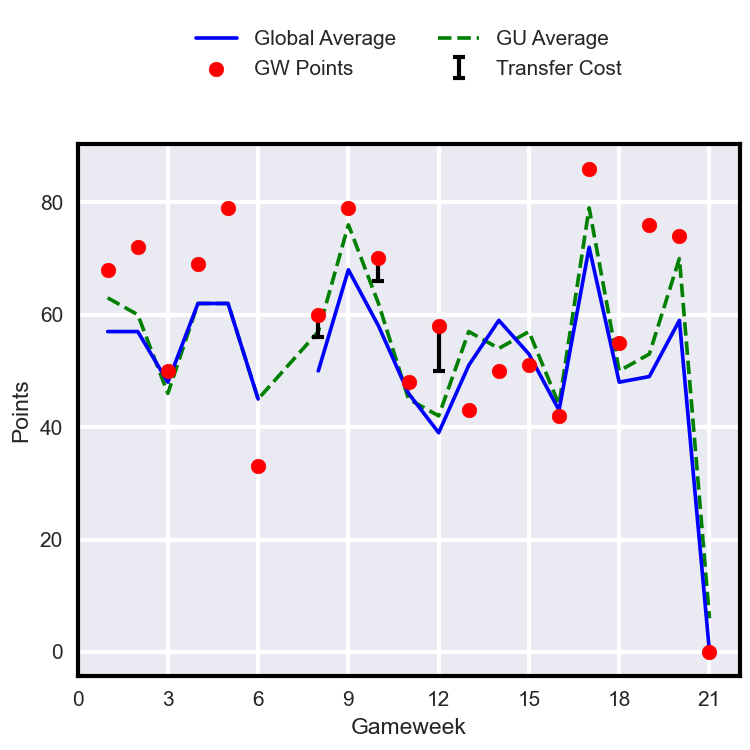 Global Average GU Average
GW Points Transfer Cost
80
60
40
20
0
Points
0 3 6 9 12 15 18 21
Gameweek